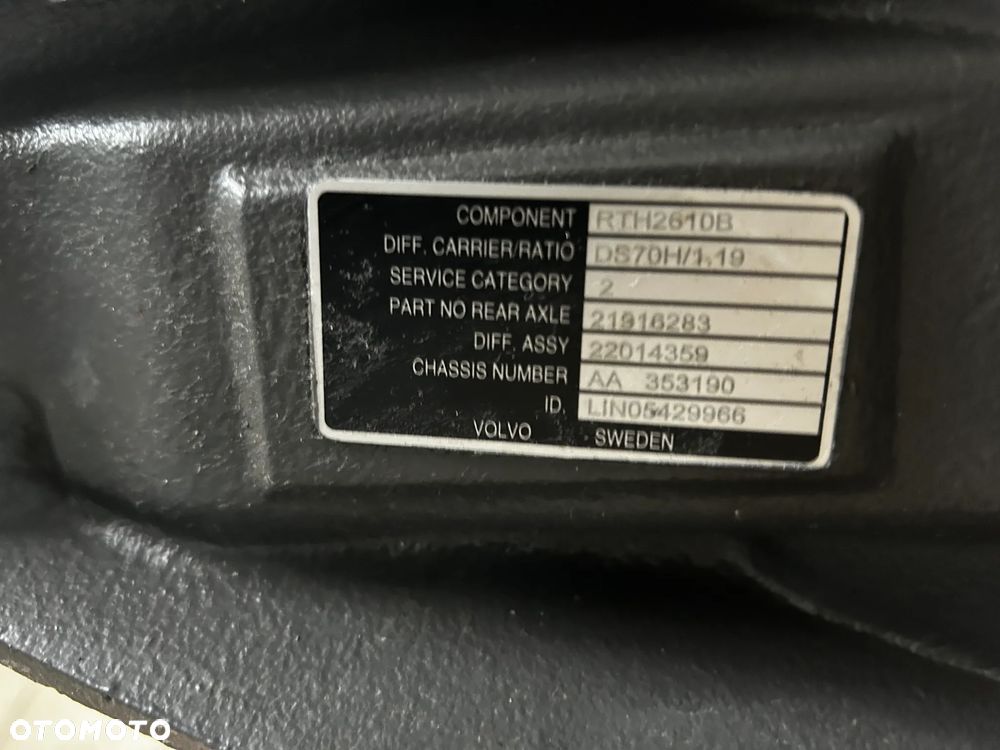 COMPONENT RTH2610B
DIFF. CARRIER/RATIO DS70H/1.19
SERVICE CATEGORY 2
PART NO REAR AXLE 21916283
DIFF. ASSY 22014359
CHASSIS NUMBER AA 353190
ID. LIN05429966
VOLVO SWEDEN
OTOMOTO